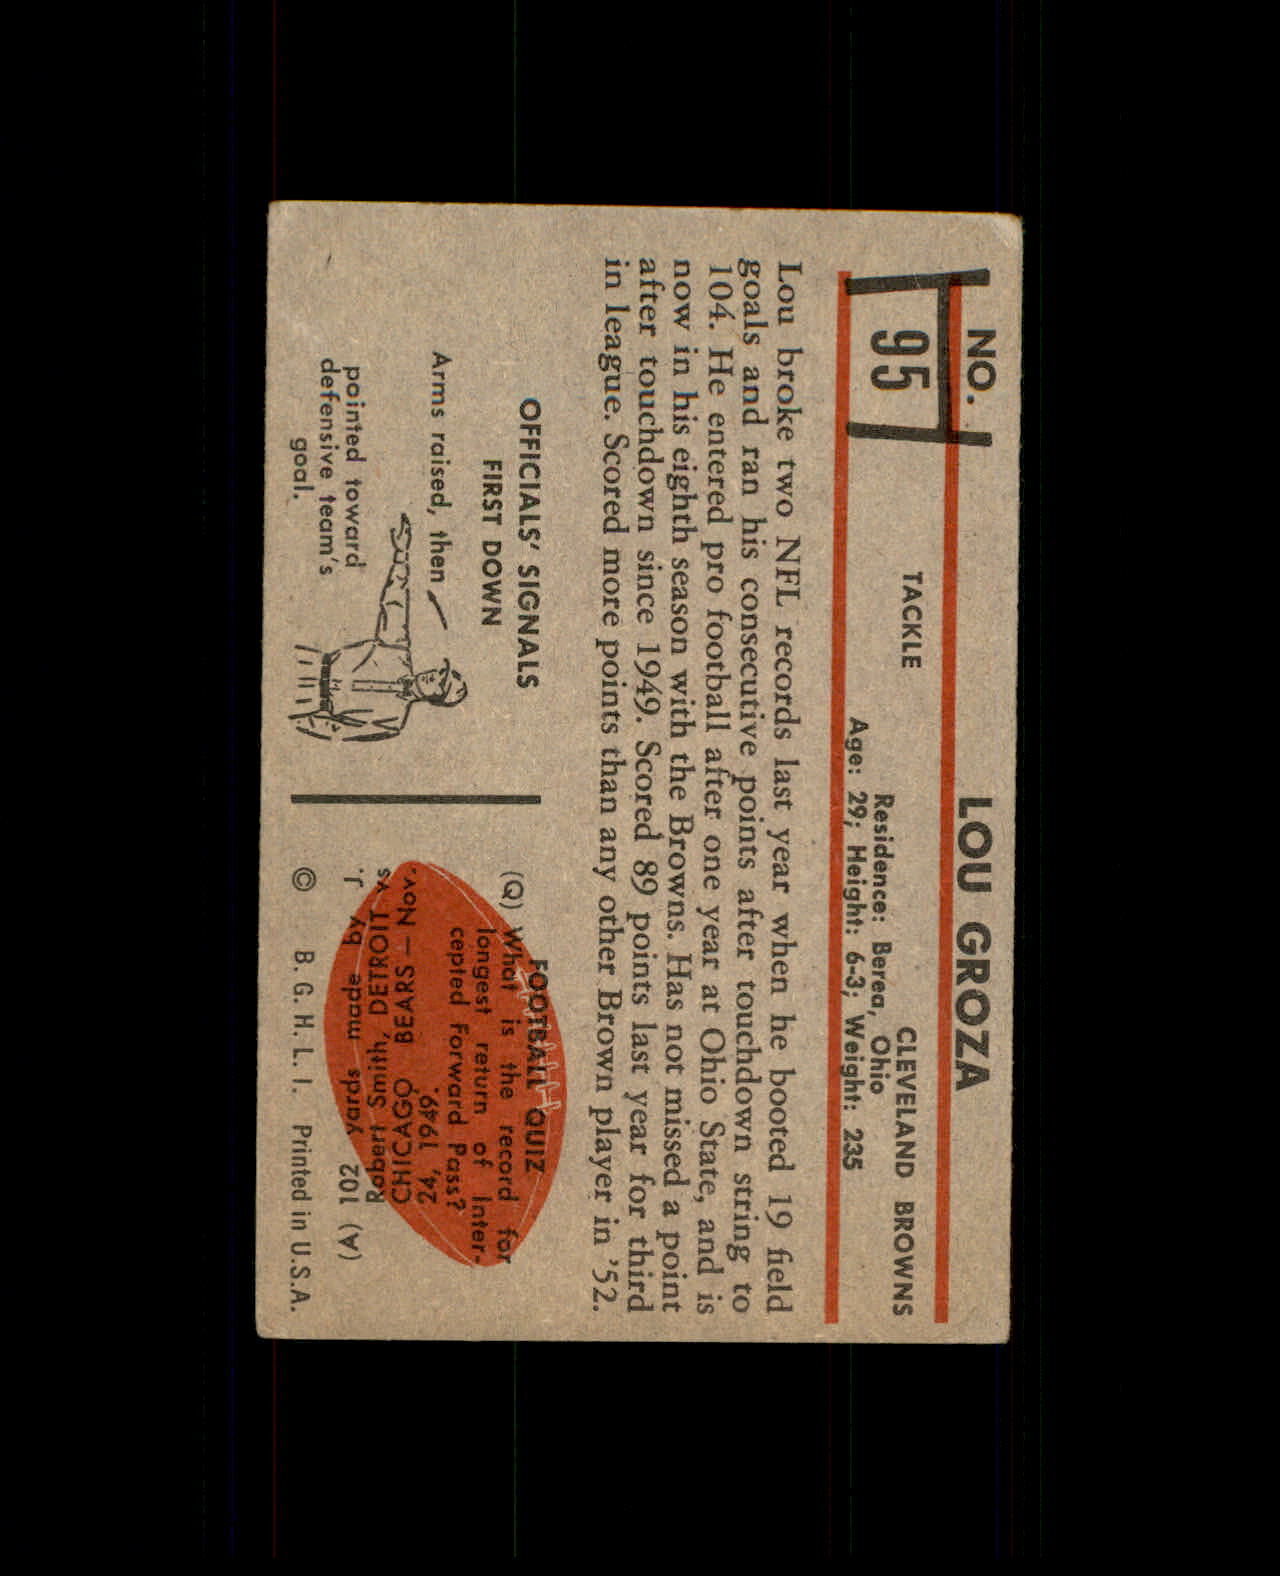 NO. 95
LOU GROZA
TACKLE
CLEVELAND BROWNS
Residence: Berea, Ohio
Age: 29; Height: 6-3; Weight: 235
Lou broke two NFL records last year when he booted 19 field
goals and ran his consecutive points after touchdown string to
104. He entered pro football after one year at Ohio State, and is
now in his eighth season with the Browns. Has not missed a point
after touchdown since 1949. Scored 89 points last year for third
in league. Scored more points than any other Brown player in '52.
OFFICIALS' SIGNALS
FIRST DOWN
Arms raised, then
pointed toward
defensive team's
goal.
FOOTBALL QUIZ
(Q) What is the record for
longest return of Inter-
cepted Forward Pass?
(A) 102 yards made by J.
Robert Smith, DETROIT vs
CHICAGO BEARS — Nov.
24, 1949.
© B. G. H. L. I. Printed in U.S.A.